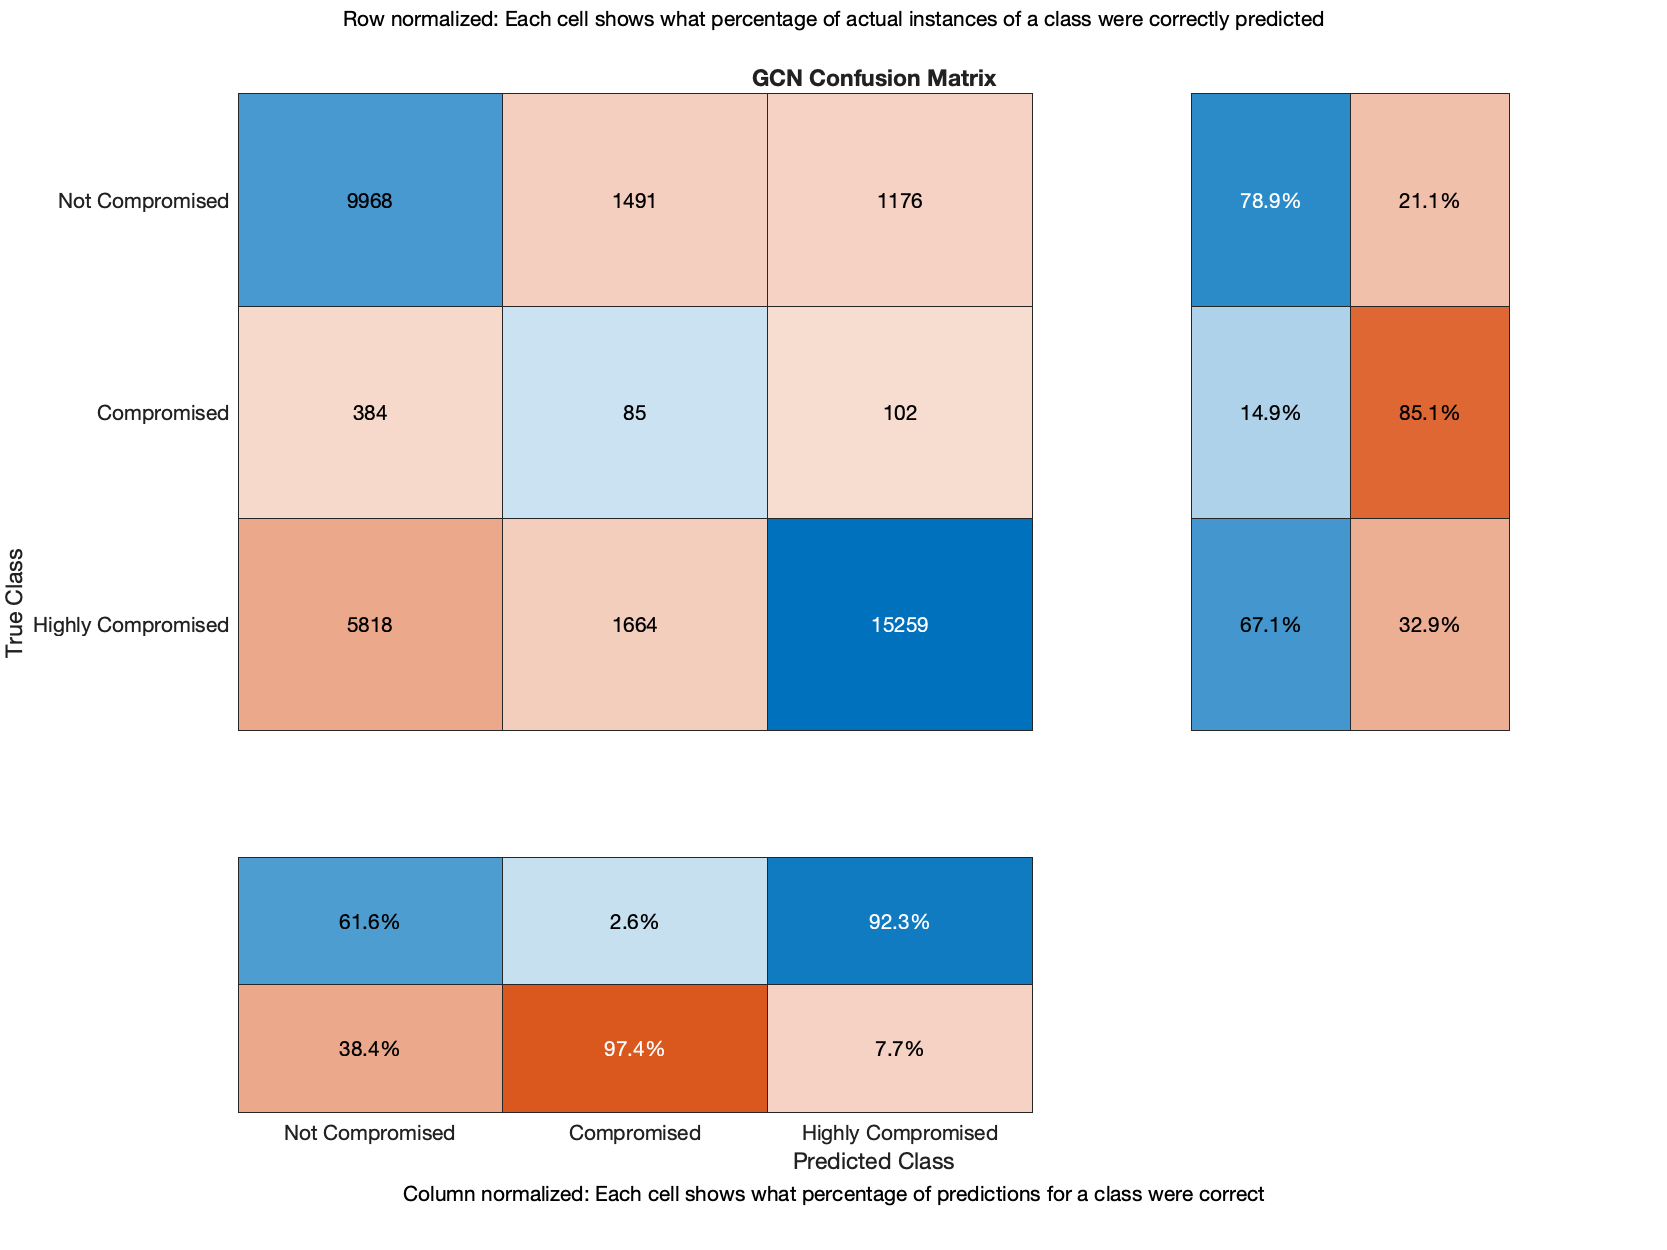 Row normalized: Each cell shows what percentage of actual instances of a class were correctly predicted
GCN Confusion Matrix
Not Compromised 9968 1491 1176 78.9% 21.1%
Compromised 384 85 102 14.9% 85.1%
True Class
Highly Compromised 5818 1664 15259 67.1% 32.9%
61.6% 2.6% 92.3%
38.4% 97.4% 7.7%
Not Compromised Compromised Highly Compromised
Predicted Class
Column normalized: Each cell shows what percentage of predictions for a class were correct